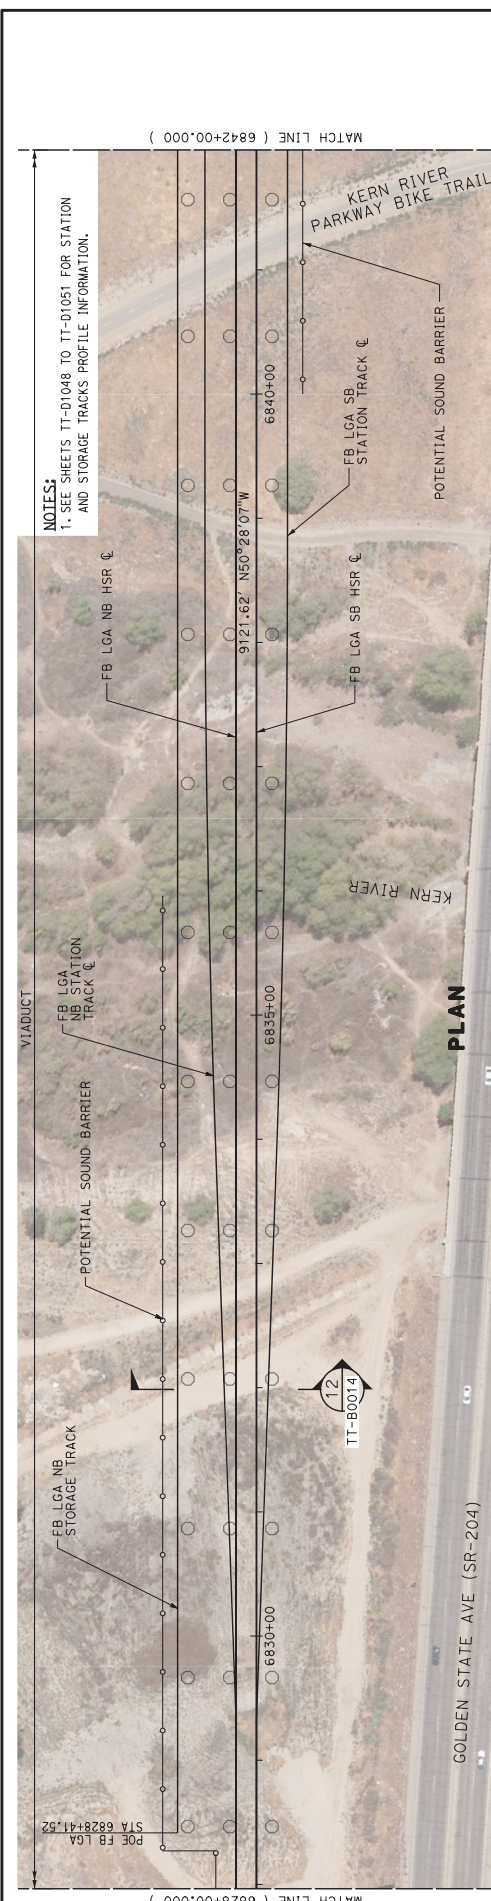 MATCH LINE ( 6842+00.000 )
NOTES:
1. SEE SHEETS TT-D1048 TO TT-D1051 FOR STATION
AND STORAGE TRACKS PROFILE INFORMATION.
KERN RIVER
PARKWAY BIKE TRAIL
POTENTIAL SOUND BARRIER
FB LGA SB
STATION TRACK ℄
6840+00
9121.62' N50°28'07"W
FB LGA NB HSR ℄
FB LGA SB HSR ℄
KERN RIVER
VIADUCT
FB LGA
NB STATION
TRACK ℄
6835+00
PLAN
POTENTIAL SOUND BARRIER
12
TT-B0014
FB LGA NB
STORAGE TRACK
6830+00
GOLDEN STATE AVE (SR-204)
POE FB LGA
STA 6828+41.52
MATCH LINE ( 6828+00.000 )